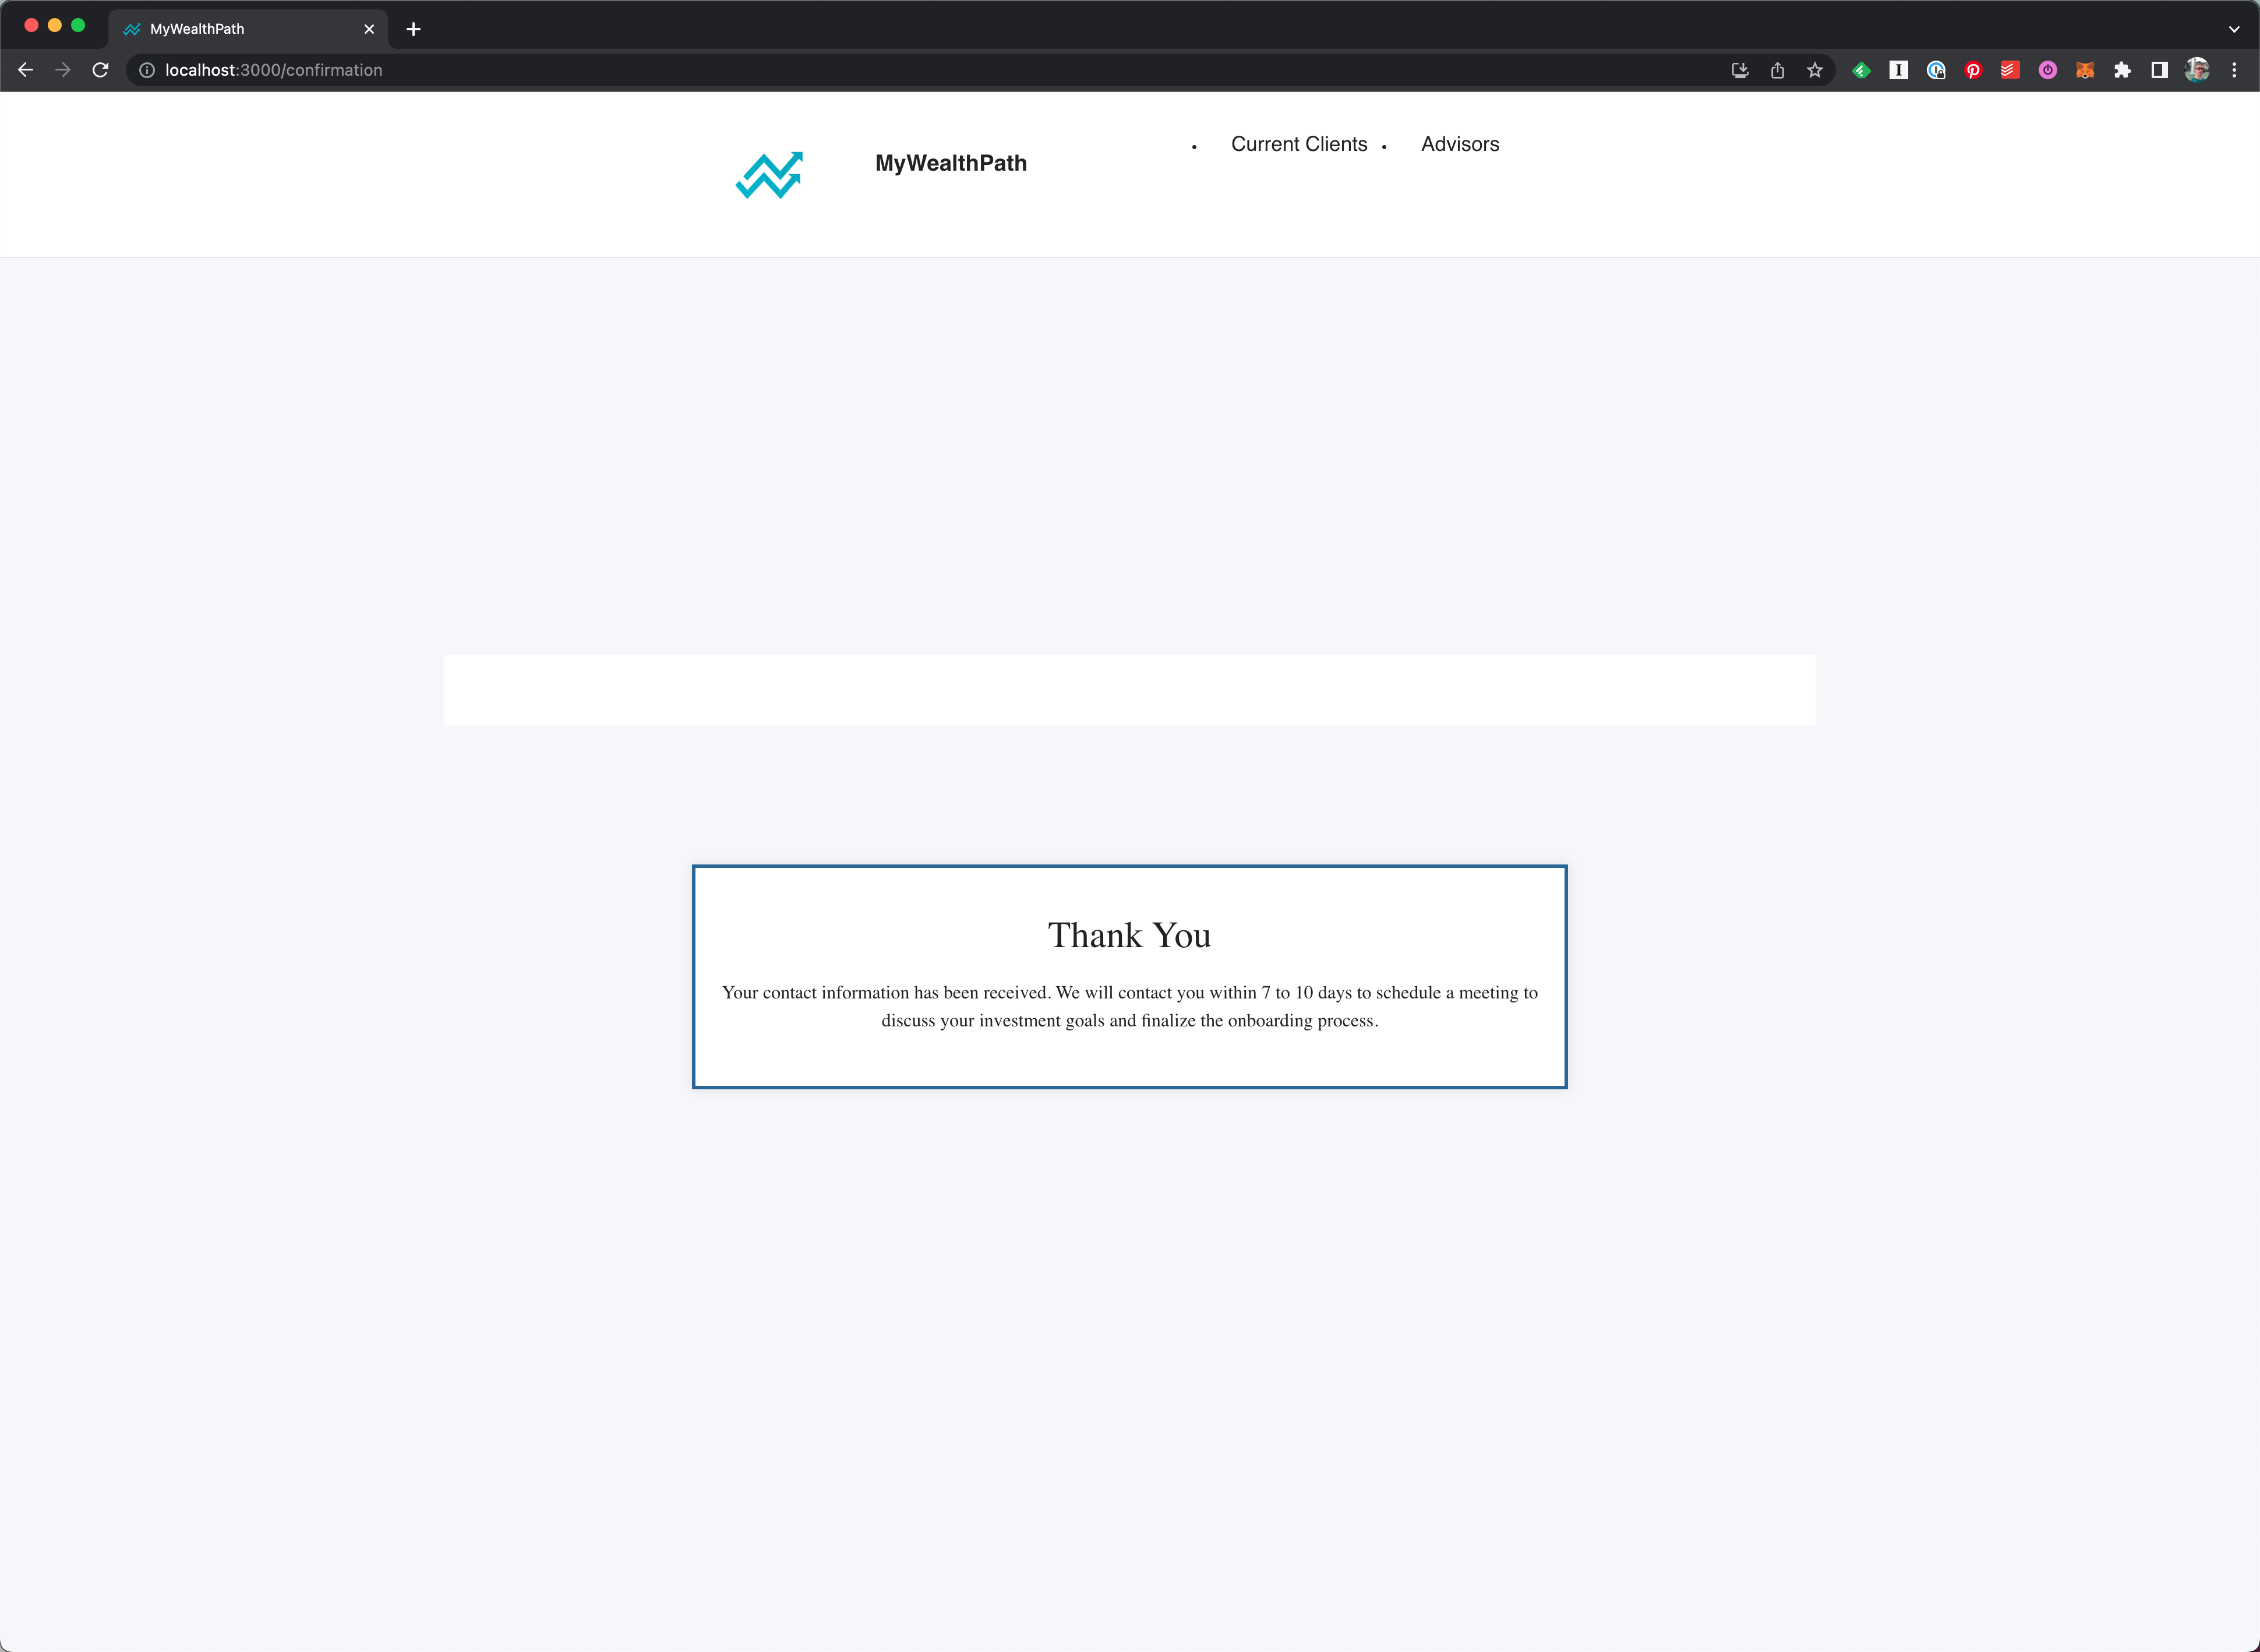 MyWealthPath
localhost:3000/confirmation
MyWealthPath
• Current Clients • Advisors
Thank You
Your contact information has been received. We will contact you within 7 to 10 days to schedule a meeting to
discuss your investment goals and finalize the onboarding process.